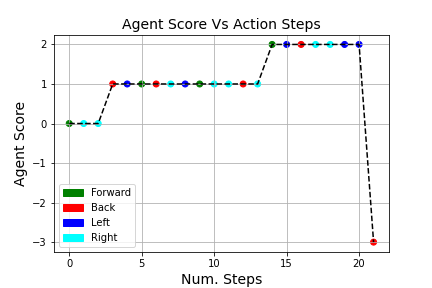 Agent Score Vs Action Steps
Agent Score
2
1
0
−1
−2
−3
Forward
Back
Left
Right
0 5 10 15 20
Num. Steps